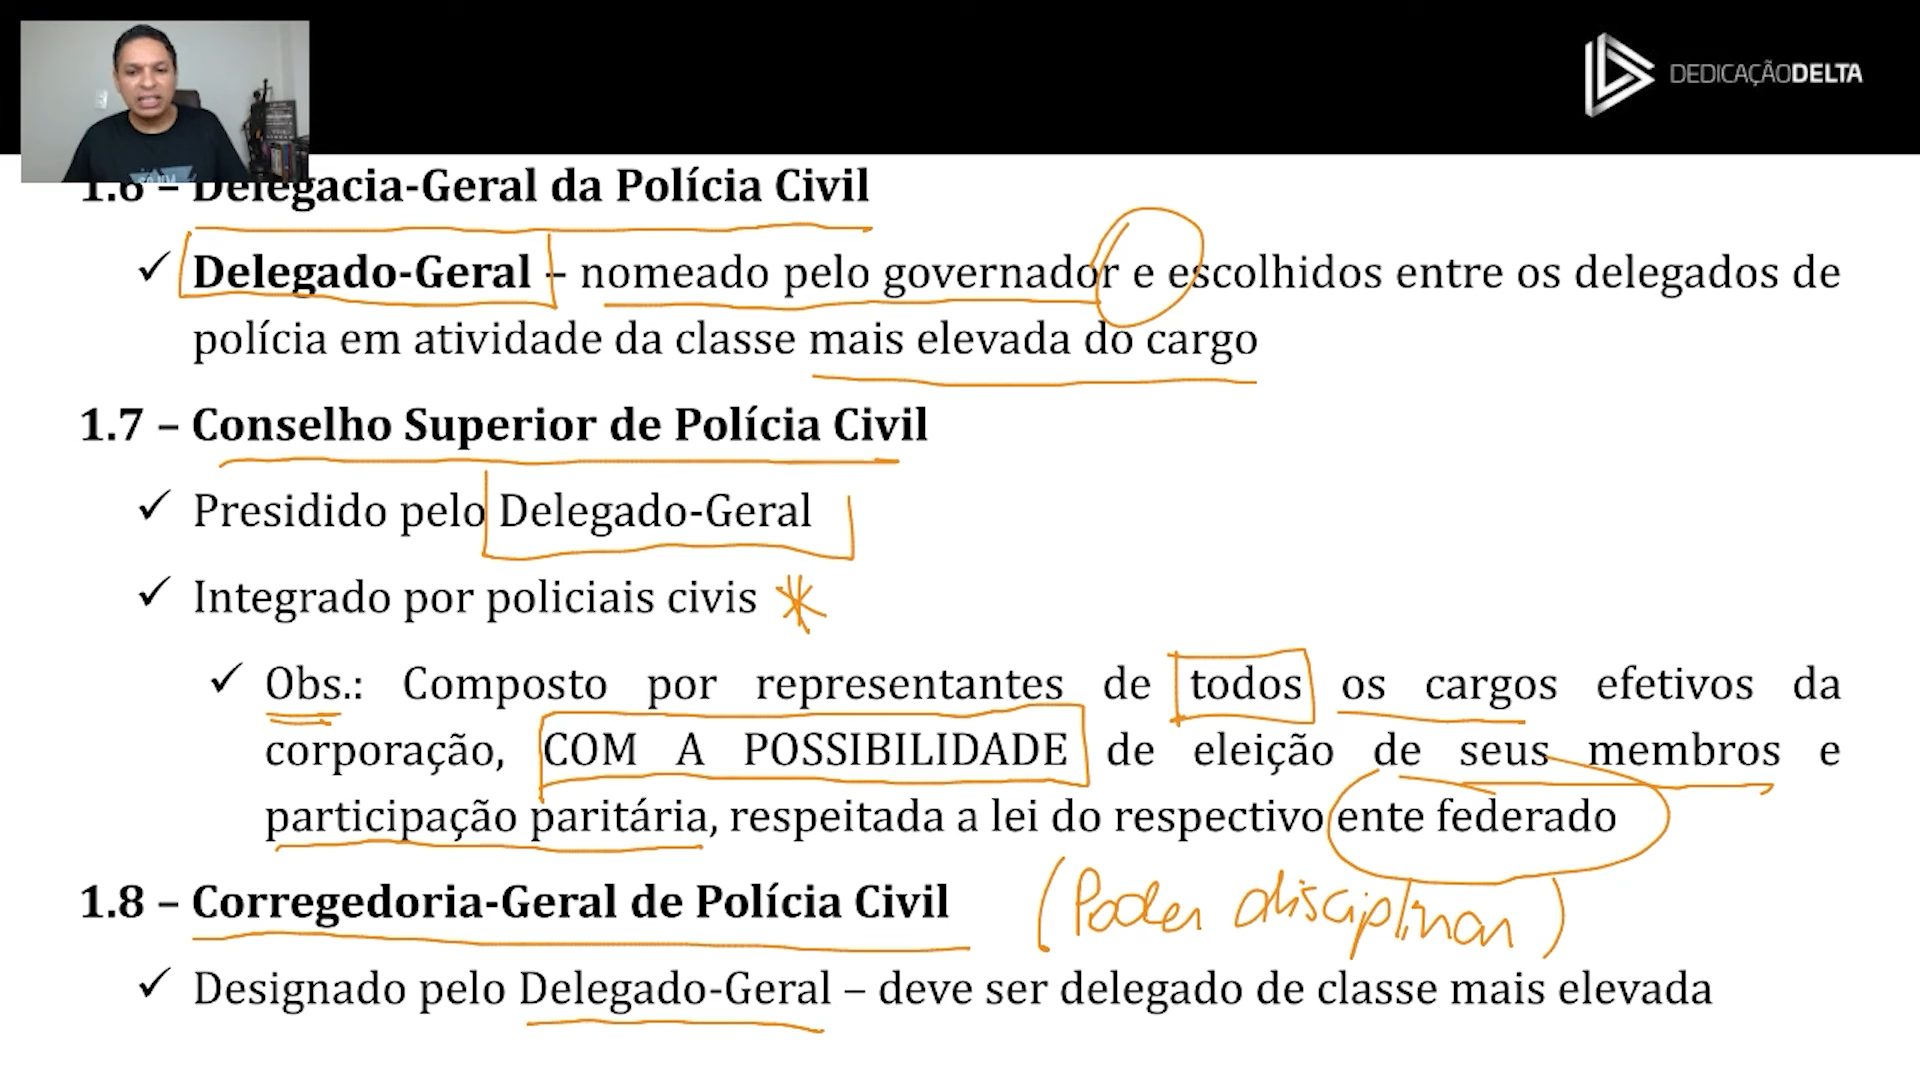 DEDICAÇÃODELTA
1.6 – Delegacia-Geral da Polícia Civil
✓ Delegado-Geral – nomeado pelo governador e escolhidos entre os delegados de
polícia em atividade da classe mais elevada do cargo
1.7 – Conselho Superior de Polícia Civil
✓ Presidido pelo Delegado-Geral
✓ Integrado por policiais civis *
✓ Obs.: Composto por representantes de todos os cargos efetivos da
corporação, COM A POSSIBILIDADE de eleição de seus membros e
participação paritária, respeitada a lei do respectivo ente federado
1.8 – Corregedoria-Geral de Polícia Civil (Poder disciplinar)
✓ Designado pelo Delegado-Geral – deve ser delegado de classe mais elevada